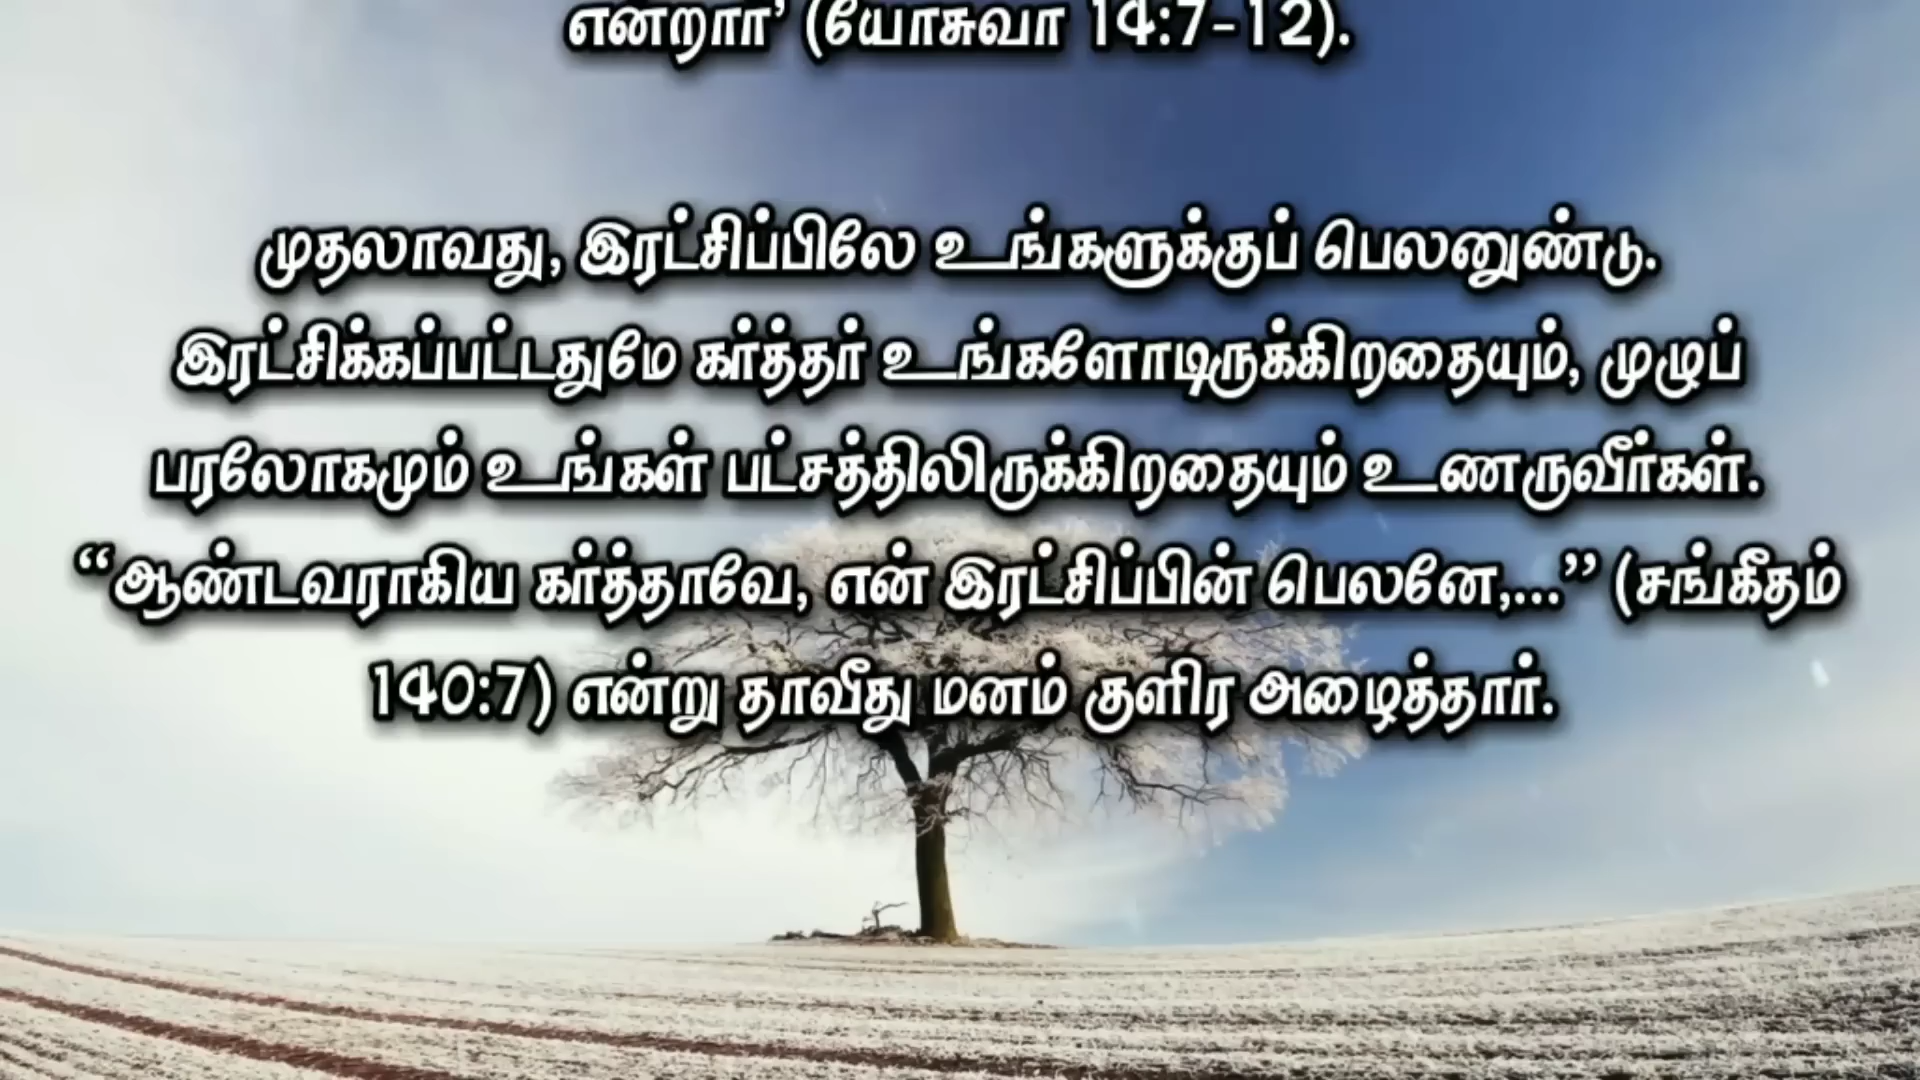 என்றார்’ (யோசுவா 14:7-12).
முதலாவது, இரட்சிப்பிலே உங்களுக்குப் பெலனுண்டு.
இரட்சிக்கப்பட்டதுமே கர்த்தர் உங்களோடிருக்கிறதையும், முழுப்
பரலோகமும் உங்கள் பட்சத்திலிருக்கிறதையும் உணருவீர்கள்.
“ஆண்டவராகிய கர்த்தாவே, என் இரட்சிப்பின் பெலனே,...” (சங்கீதம்
140:7) என்று தாவீது மனம் குளிர அழைத்தார்.